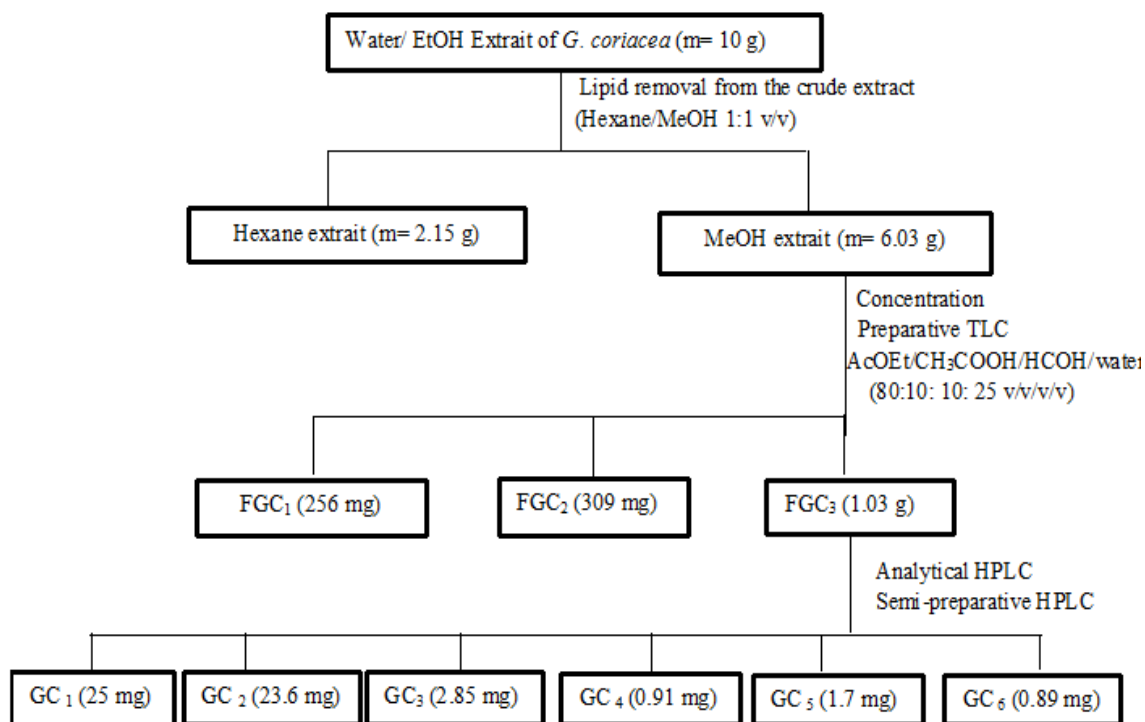 Water/ EtOH Extrait of G. coriacea (m= 10 g)
Lipid removal from the crude extract
(Hexane/MeOH 1:1 v/v)
Hexane extrait (m= 2.15 g)
MeOH extrait (m= 6.03 g)
Concentration
Preparative TLC
AcOEt/CH₃COOH/HCOH/water
(80:10: 10: 25 v/v/v/v)
FGC₁ (256 mg)
FGC₂ (309 mg)
FGC₃ (1.03 g)
Analytical HPLC
Semi-preparative HPLC
GC ₁ (25 mg)
GC ₂ (23.6 mg)
GC₃ (2.85 mg)
GC ₄ (0.91 mg)
GC ₅ (1.7 mg)
GC ₆ (0.89 mg)